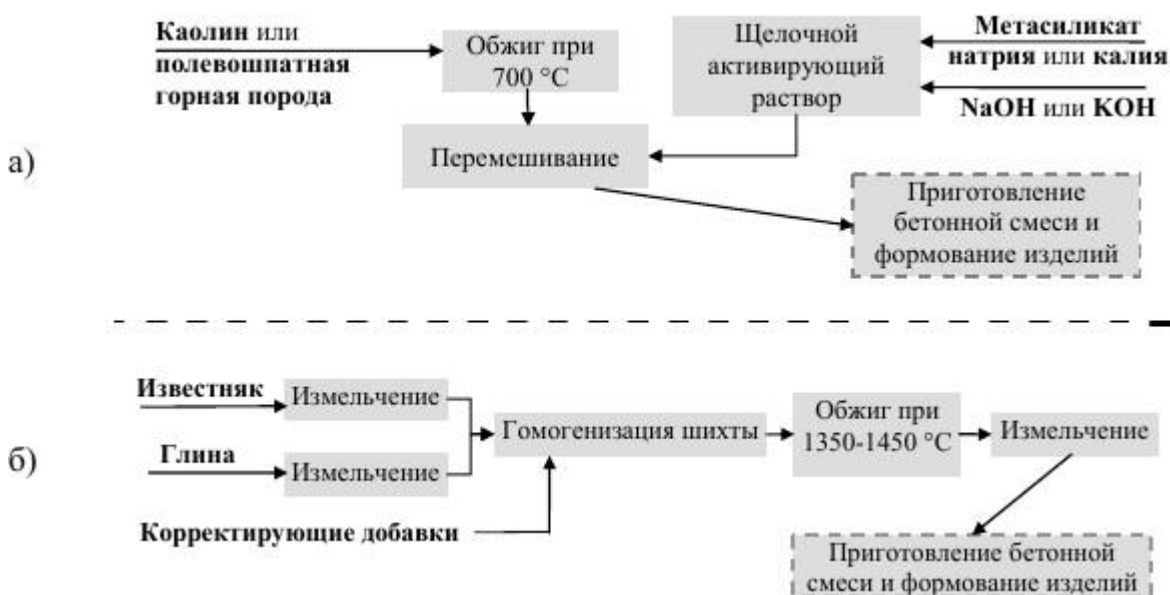 Каолин или
полевошпатная
горная порода
Обжиг при
700 °С
Щелочной
активирующий
раствор
Метасиликат
натрия или калия
NaOH или KOH
а)
Перемешивание
Приготовление
бетонной смеси и
формование изделий
Известняк
Измельчение
Гомогенизация шихты
Обжиг при
1350-1450 °С
Измельчение
б)
Глина
Измельчение
Корректирующие добавки
Приготовление бетонной
смеси и формование изделий